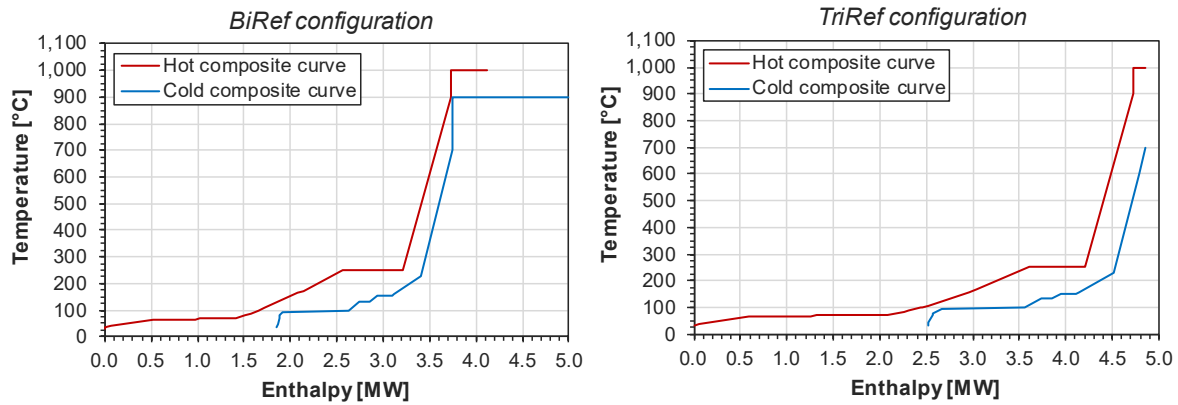 BiRef configuration
1,100
1,000
900
800
700
600
500
400
300
200
100
0
Temperature [°C]
Hot composite curve
Cold composite curve
0.0 0.5 1.0 1.5 2.0 2.5 3.0 3.5 4.0 4.5 5.0
Enthalpy [MW]
TriRef configuration
1,100
1,000
900
800
700
600
500
400
300
200
100
0
Temperature [°C]
Hot composite curve
Cold composite curve
0.0 0.5 1.0 1.5 2.0 2.5 3.0 3.5 4.0 4.5 5.0
Enthalpy [MW]